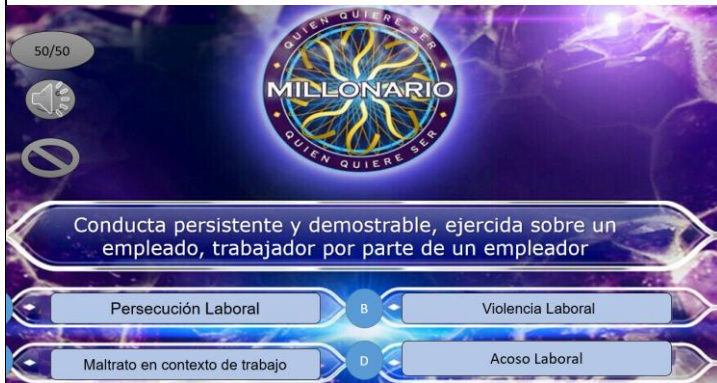 50/50
QUIEN QUIERE SER
MILLONARIO
QUIEN QUIERE SER
Conducta persistente y demostrable, ejercida sobre un
empleado, trabajador por parte de un empleador
Persecución Laboral
B
Violencia Laboral
Maltrato en contexto de trabajo
D
Acoso Laboral